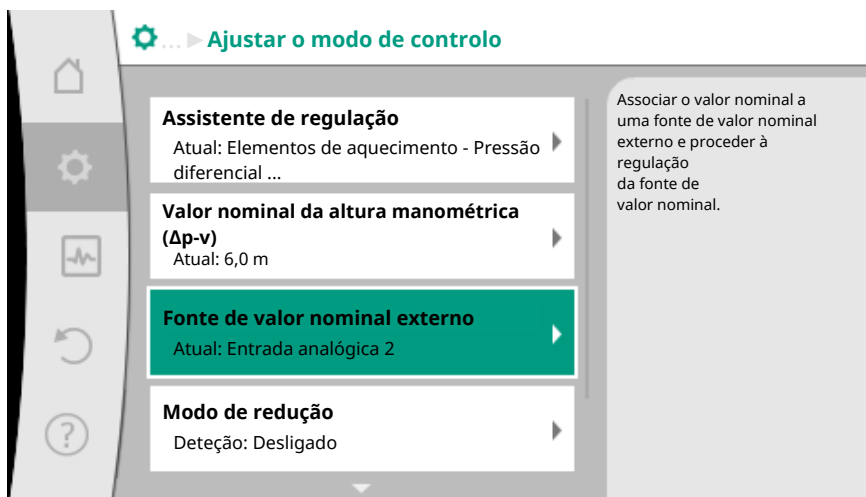 ... Ajustar o modo de controlo
Assistente de regulação
Atual: Elementos de aquecimento - Pressão
diferencial ...
Valor nominal da altura manométrica
(Δp-v)
Atual: 6,0 m
Fonte de valor nominal externo
Atual: Entrada analógica 2
Modo de redução
Deteção: Desligado
Associar o valor nominal a
uma fonte de valor nominal
externo e proceder à
regulação
da fonte de
valor nominal.
?